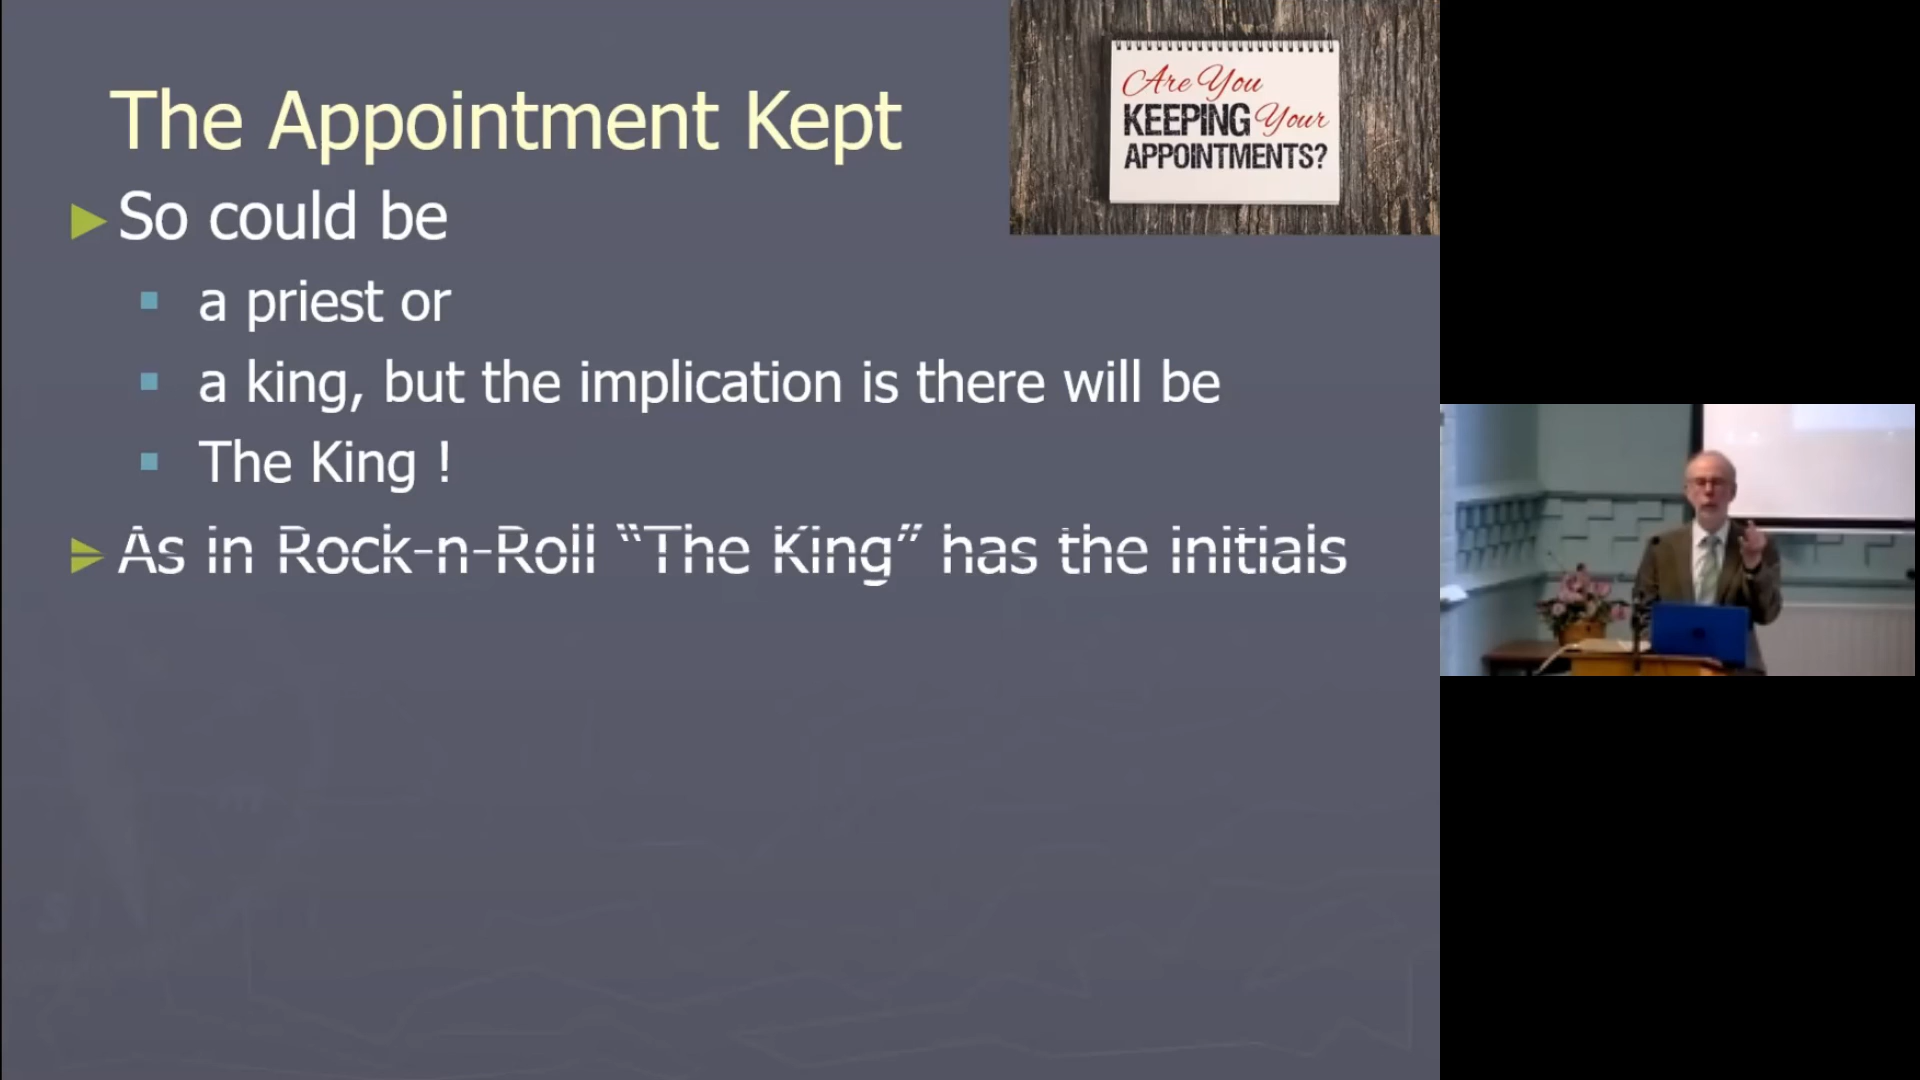 The Appointment Kept
So could be
a priest or
a king, but the implication is there will be
The King !
As in Rock-n-Roll “The King” has the initials
Are You
KEEPING Your
APPOINTMENTS?